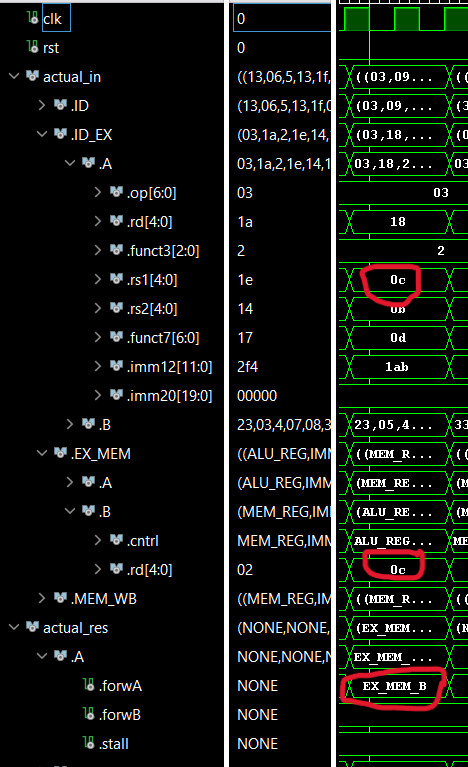 clk 0
rst 0
actual_in ((13,06,5,13,1f, ((03,09...
.ID (13,06,5,13,1f,0 (03,09,...
.ID_EX (03,1a,2,1e,14,1 (03,18,...
.A 03,1a,2,1e,14,1 03,18,2...
.op[6:0] 03 03
.rd[4:0] 1a 18
.funct3[2:0] 2 2
.rs1[4:0] 1e 0c
.rs2[4:0] 14 0b
.funct7[6:0] 17 0d
.imm12[11:0] 2f4 1ab
.imm20[19:0] 00000
.B 23,03,4,07,08,3 23,05,4... 33
.EX_MEM ((ALU_REG,IMM ((MEM_R... ((
.A (ALU_REG,IMM (MEM_RE...
.B (MEM_REG,IM (ALU_RE...
.cntrl MEM_REG,IMM ALU_REG... ME
.rd[4:0] 02 0c
.MEM_WB ((MEM_REG,IM ((MEM_R... ((
actual_res (NONE,NONE, (EX_MEM...
.A NONE,NONE,N EX_MEM_...
.forwA NONE EX_MEM_B
.forwB NONE
.stall NONE